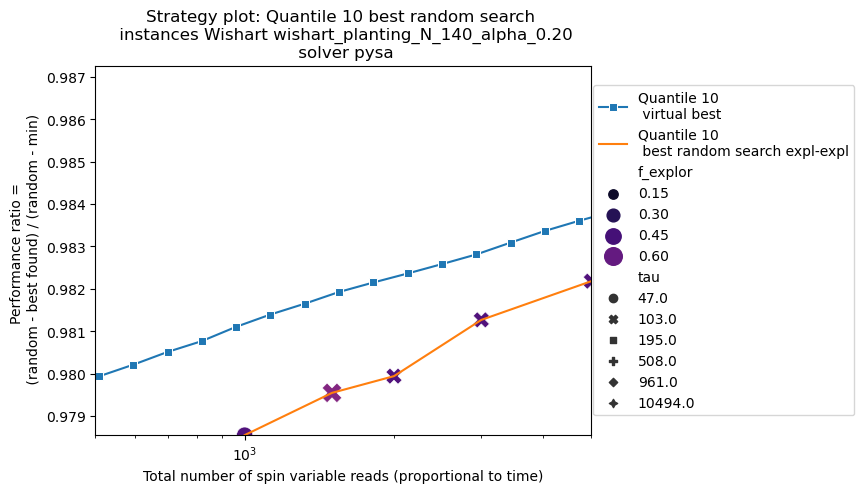 Strategy plot: Quantile 10 best random search
instances Wishart wishart_planting_N_140_alpha_0.20
solver pysa
Performance ratio =
(random - best found) / (random - min)
0.987
0.986
0.985
0.984
0.983
0.982
0.981
0.980
0.979
10^3
Total number of spin variable reads (proportional to time)
Quantile 10
virtual best
Quantile 10
best random search expl-expl
f_explor
0.15
0.30
0.45
0.60
tau
47.0
103.0
195.0
508.0
961.0
10494.0